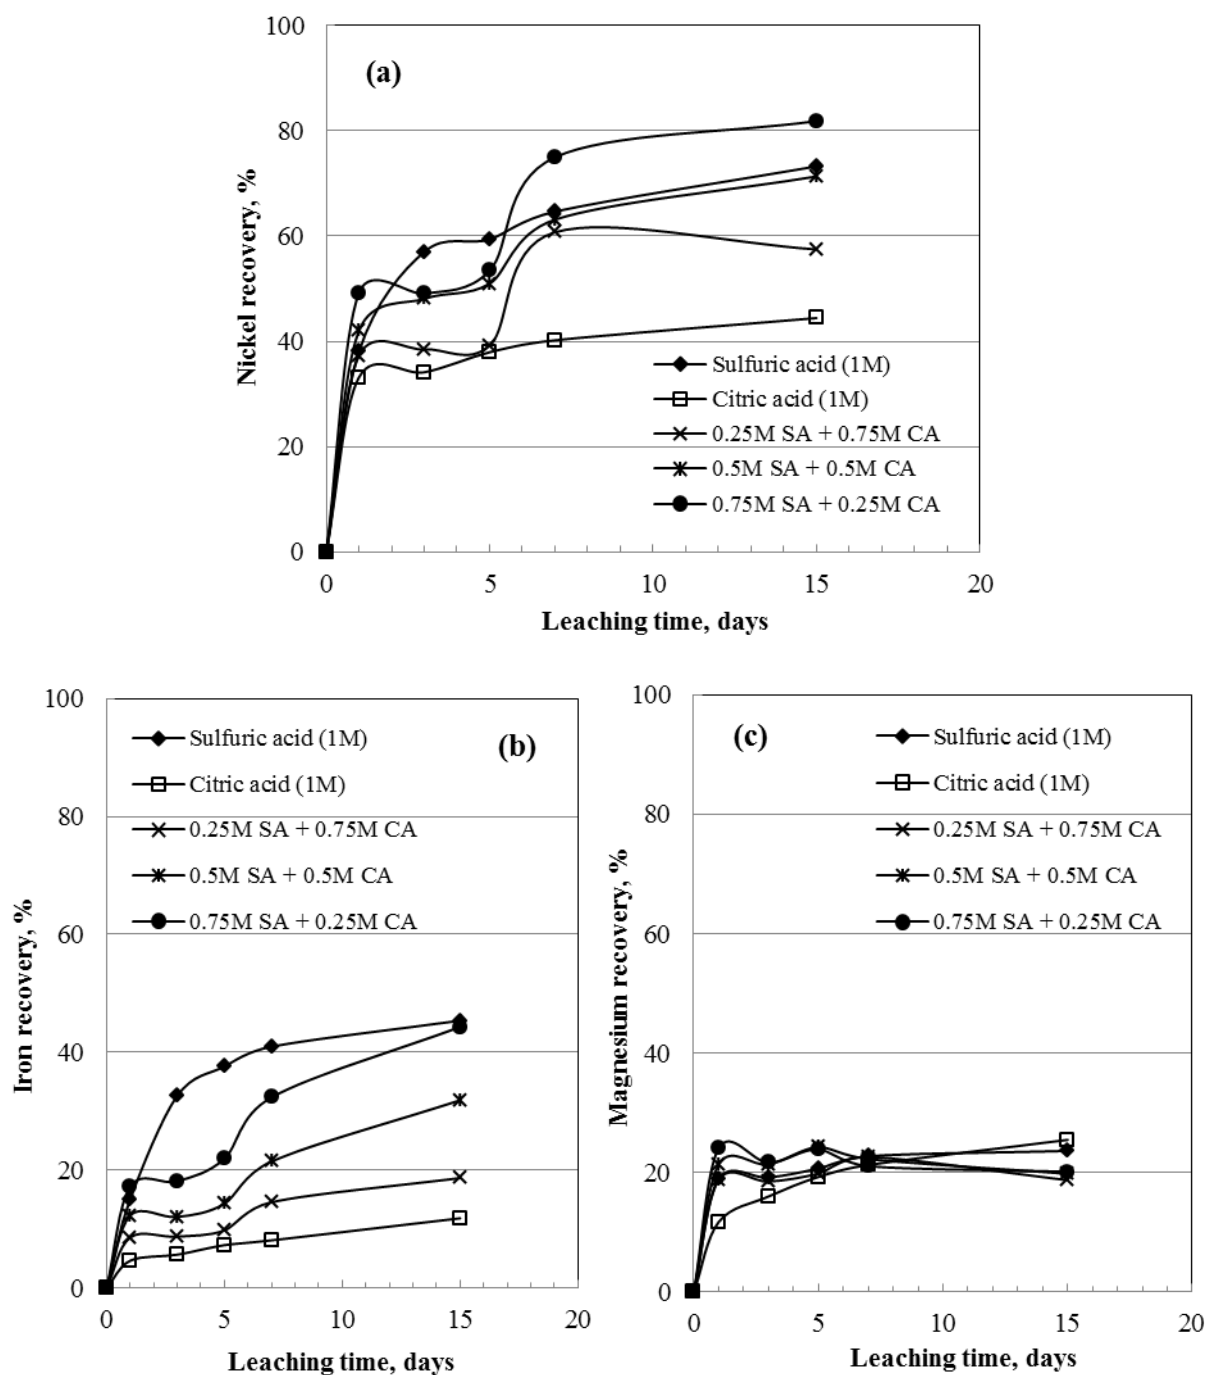 100
(a)
80
60
40
20
0
Nickel recovery, %
Sulfuric acid (1M)
Citric acid (1M)
0.25M SA + 0.75M CA
0.5M SA + 0.5M CA
0.75M SA + 0.25M CA
0 5 10 15 20
Leaching time, days
100
80
60
40
20
0
Iron recovery, %
Sulfuric acid (1M)
(b)
Citric acid (1M)
0.25M SA + 0.75M CA
0.5M SA + 0.5M CA
0.75M SA + 0.25M CA
0 5 10 15 20
Leaching time, days
100
80
60
40
20
0
Magnesium recovery, %
(c)
Sulfuric acid (1M)
Citric acid (1M)
0.25M SA + 0.75M CA
0.5M SA + 0.5M CA
0.75M SA + 0.25M CA
0 5 10 15 20
Leaching time, days